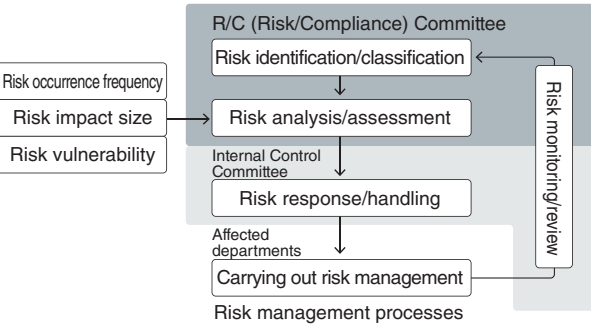 R/C (Risk/Compliance) Committee
Risk identification/classification
Risk occurrence frequency
Risk impact size
Risk vulnerability
Risk analysis/assessment
Risk monitoring/review
Internal Control
Committee
Risk response/handling
Affected
departments
Carrying out risk management
Risk management processes